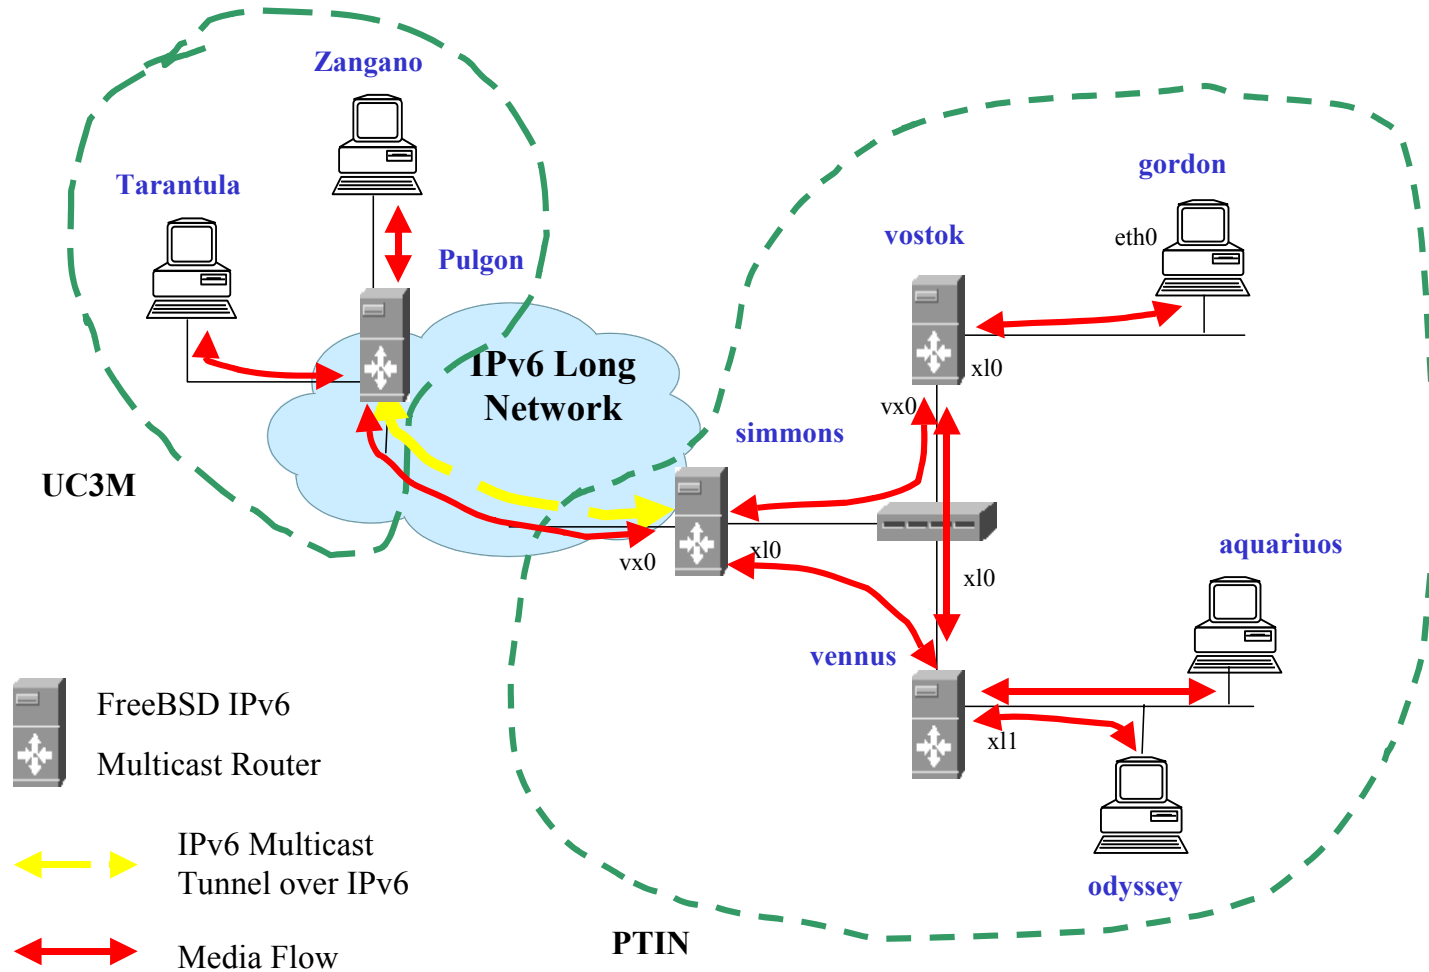 Zangano
Tarantula
gordon
vostok
eth0
Pulgon
IPv6 Long
Network
xl0
vx0
simmons
UC3M
vx0
xl0
aquariuos
xl0
vennus
FreeBSD IPv6
Multicast Router
xl1
IPv6 Multicast
Tunnel over IPv6
odyssey
Media Flow
PTIN